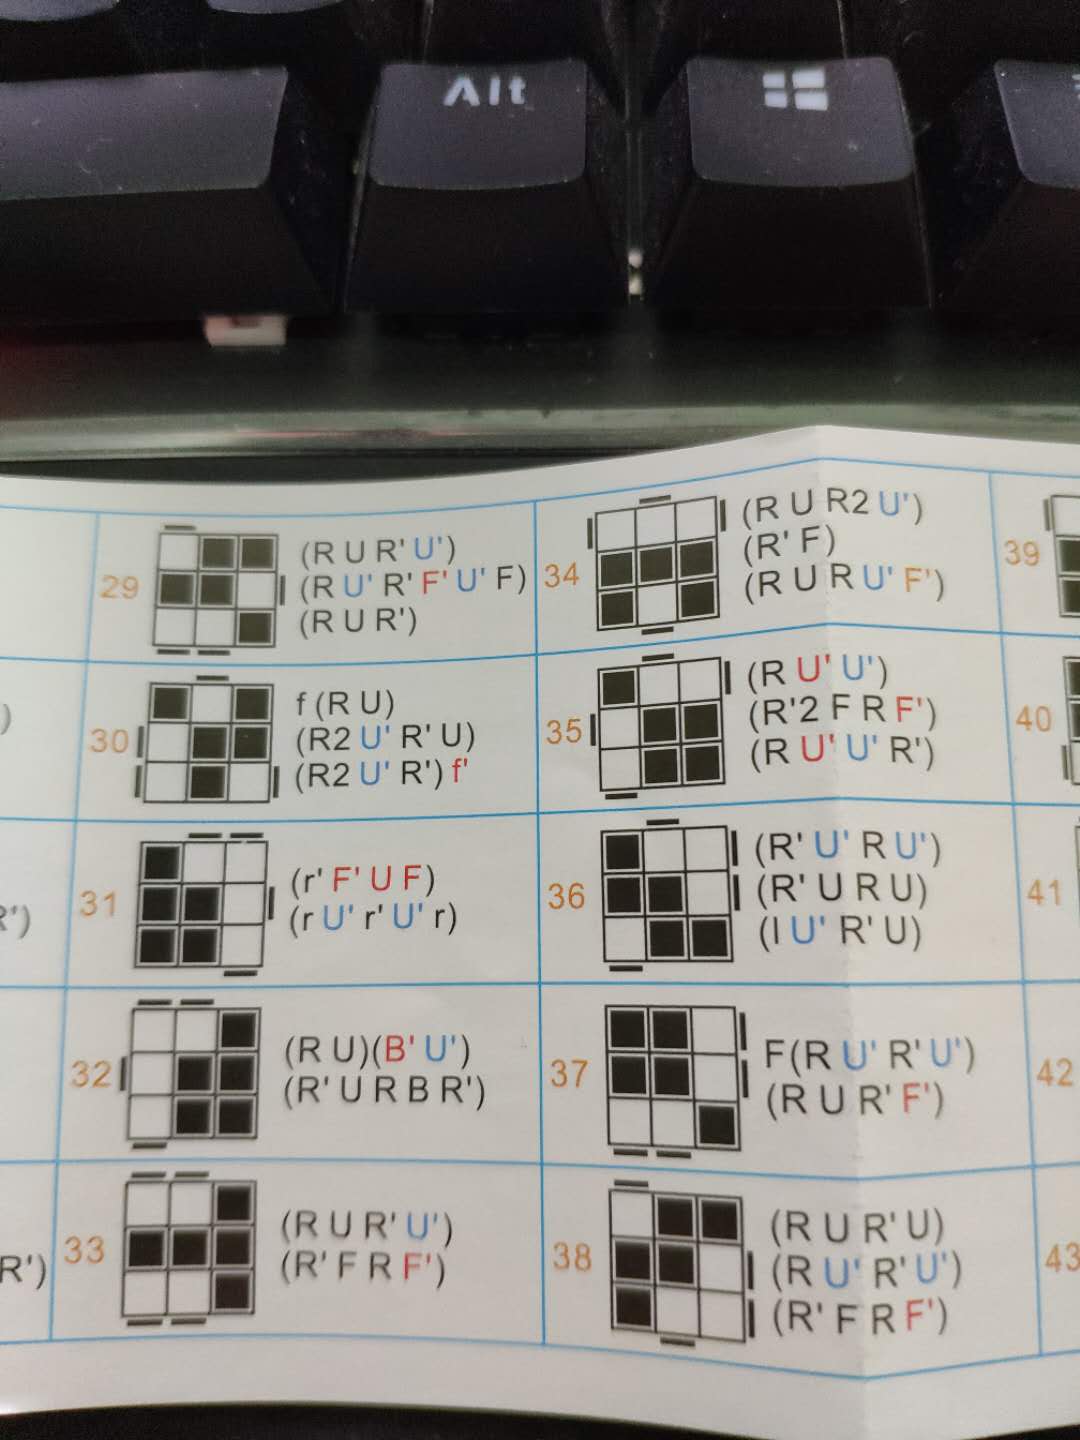 Alt
)
R')
R')
29
(R U R' U')
(R U' R' F' U' F)
(R U R')
30
f (R U)
(R2 U' R' U)
(R2 U' R') f'
31
(r' F' U F)
(r U' r' U' r)
32
(R U)(B' U')
(R' U R B R')
33
(R U R' U')
(R' F R F')
34
(R U R2 U')
(R' F)
(R U R U' F')
35
(R U' U')
(R'2 F R F')
(R U' U' R')
36
(R' U' R U')
(R' U R U)
(l U' R' U)
37
F(R U' R' U')
(R U R' F')
38
(R U R' U)
(R U' R' U')
(R' F R F')
39
40
41
42
43